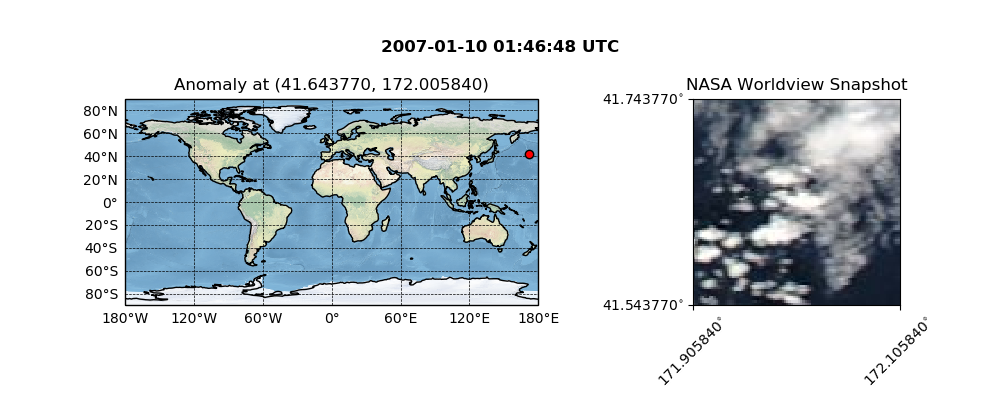 2007-01-10 01:46:48 UTC
Anomaly at (41.643770, 172.005840)
80°N
60°N
40°N
20°N
0°
20°S
40°S
60°S
80°S
180°W 120°W 60°W 0° 60°E 120°E 180°E
NASA Worldview Snapshot
41.743770°
41.543770°
171.905840°
172.105840°